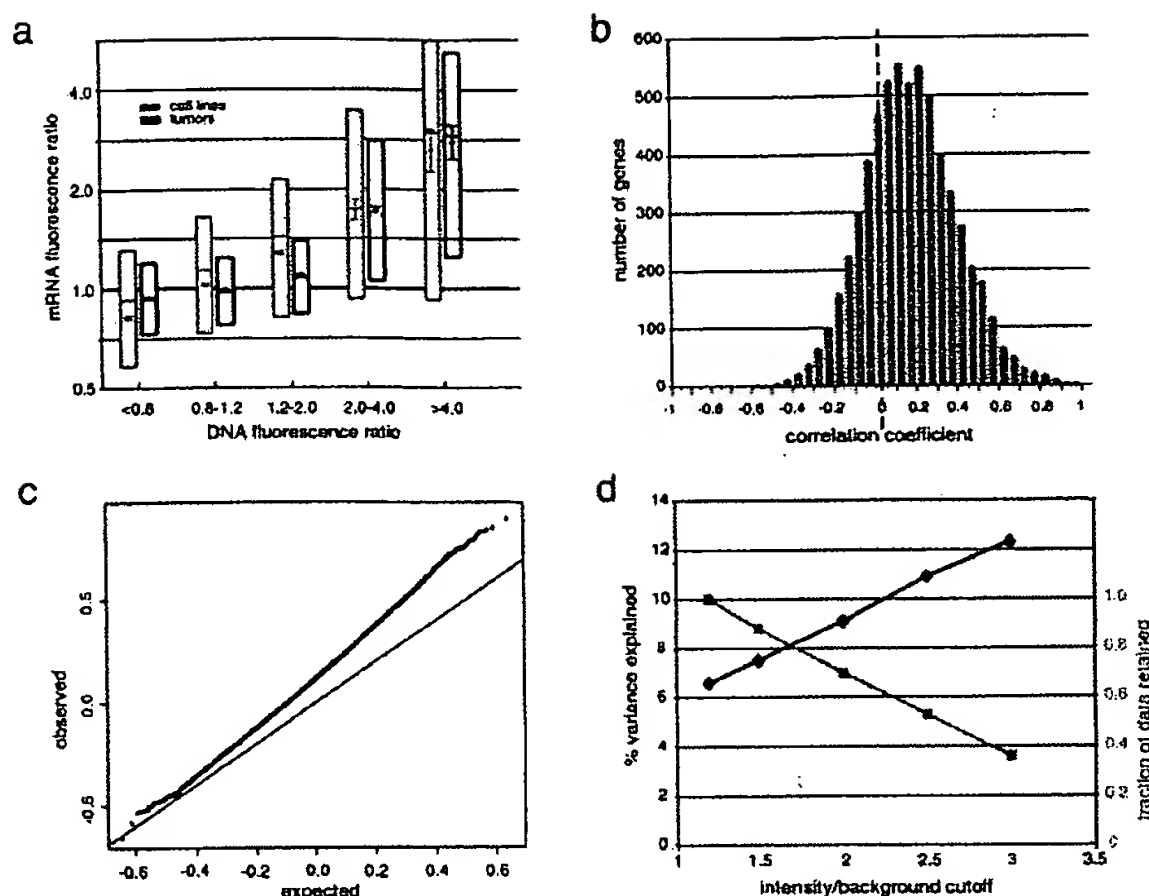 a
mRNA fluorescence ratio
4.0
2.0
1.0
0.5
cell lines
tumors
<0.8
0.8-1.2
1.2-2.0
2.0-4.0
>4.0
DNA fluorescence ratio
b
number of genes
600
500
400
300
200
100
0
-1 -0.8 -0.6 -0.4 -0.2 0 0.2 0.4 0.6 0.8 1
correlation coefficient
c
observed
0.5
0.0
-0.5
-0.6 -0.4 -0.2 0.0 0.2 0.4 0.6
expected
d
% variance explained
14
12
10
8
6
4
2
0
1 1.5 2 2.5 3 3.5
intensity/background cutoff
1.0
0.8
0.6
0.4
0.2
0
fraction of data retained